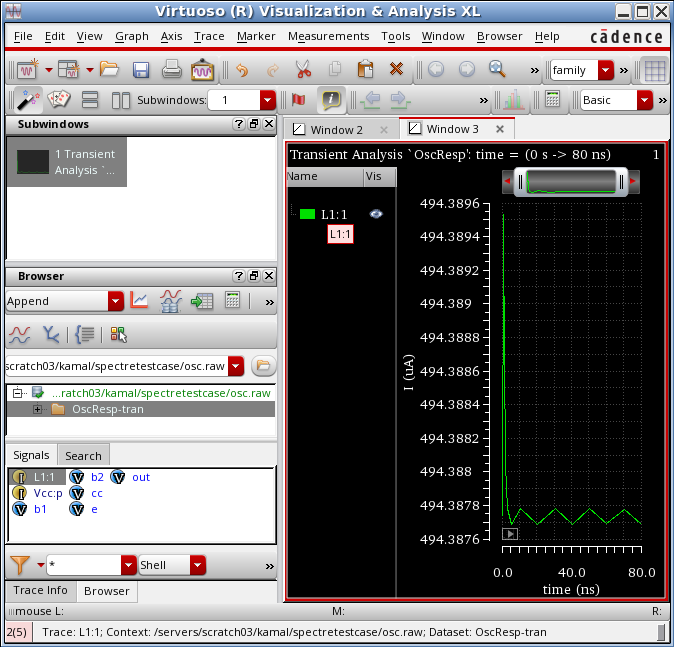 Virtuoso (R) Visualization & Analysis XL
File Edit View Graph Axis Trace Marker Measurements Tools Window Browser Help cādence
» family »
Subwindows: 1 » Basic »
Subwindows
1 Transient
Analysis `...
Browser
Append »
scratch03/kamal/spectretestcase/osc.raw
...ratch03/kamal/spectretestcase/osc.raw
OscResp-tran
Signals Search
L1:1 b2 out
Vcc:p cc
b1 e
* Shell »
Trace Info Browser
Window 2 Window 3
Transient Analysis `OscResp': time = (0 s -> 80 ns) 1
Name Vis
L1:1
L1:1
494.3896
494.3894
494.3892
494.389
494.3888
494.3886
494.3884
494.3882
494.388
494.3878
494.3876
I (uA)
0.0 40.0 80.0
time (ns)
mouse L: M: R:
2(5) Trace: L1:1; Context: /servers/scratch03/kamal/spectretestcase/osc.raw; Dataset: OscResp-tran